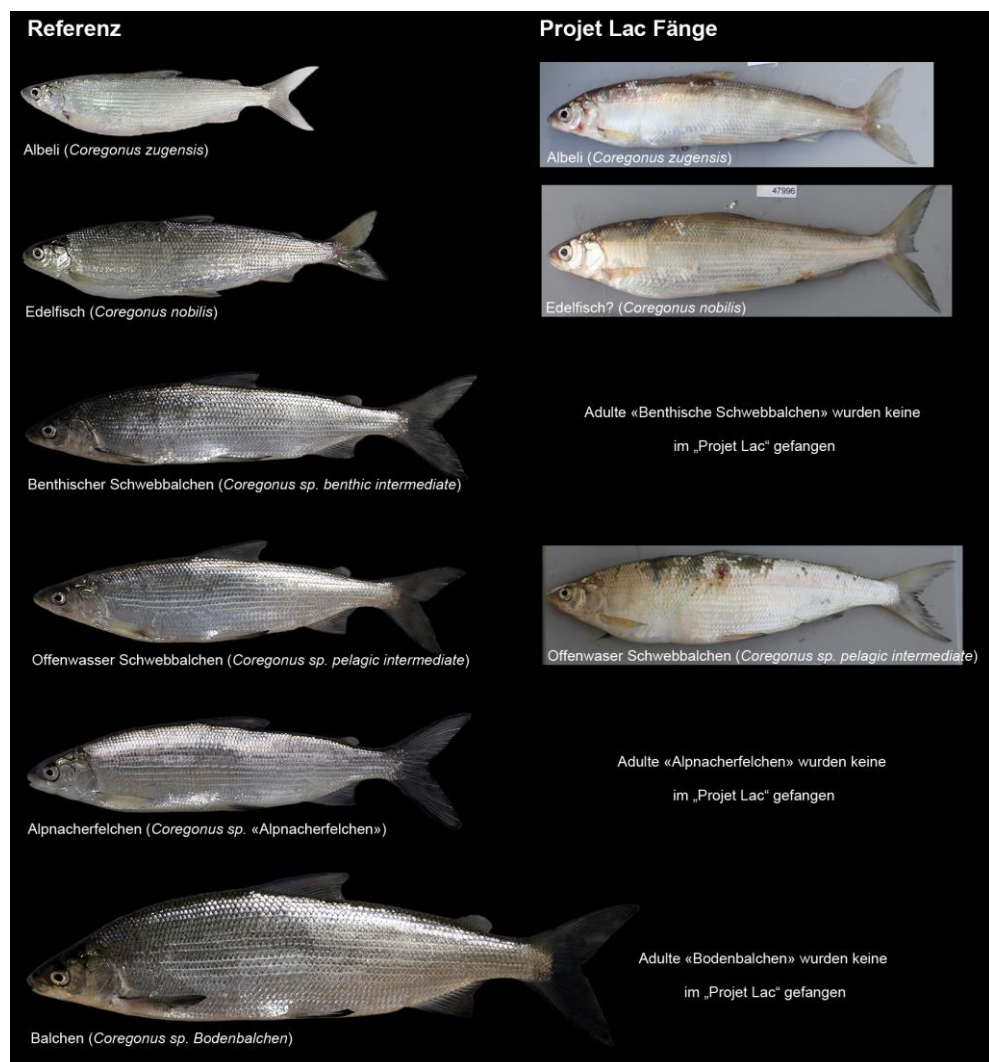 Referenz
Projet Lac Fänge
Albeli (Coregonus zugensis)
Albeli (Coregonus zugensis)
47996
Edelfisch (Coregonus nobilis)
Edelfisch? (Coregonus nobilis)
Adulte «Benthische Schwebbalchen» wurden keine
im „Projet Lac“ gefangen
Benthischer Schwebbalchen (Coregonus sp. benthic intermediate)
Offenwasser Schwebbalchen (Coregonus sp. pelagic intermediate)
Offenwaser Schwebbalchen (Coregonus sp. pelagic intermediate)
Adulte «Alpnacherfelchen» wurden keine
im „Projet Lac“ gefangen
Alpnacherfelchen (Coregonus sp. «Alpnacherfelchen»)
Adulte «Bodenbalchen» wurden keine
im „Projet Lac“ gefangen
Balchen (Coregonus sp. Bodenbalchen)